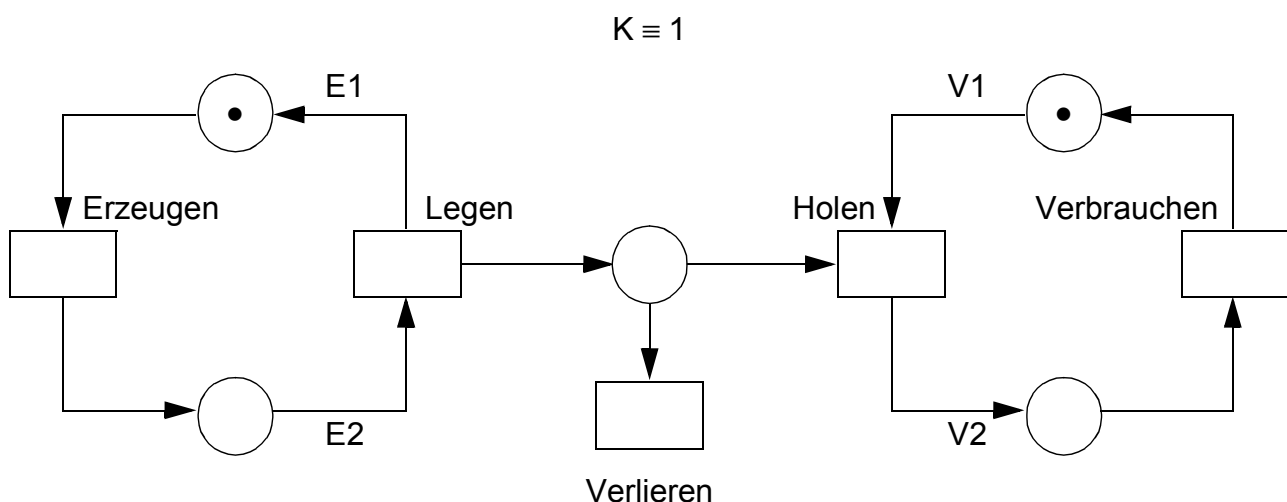 K ≡ 1
E1
V1
Erzeugen
Legen
Holen
Verbrauchen
E2
V2
Verlieren